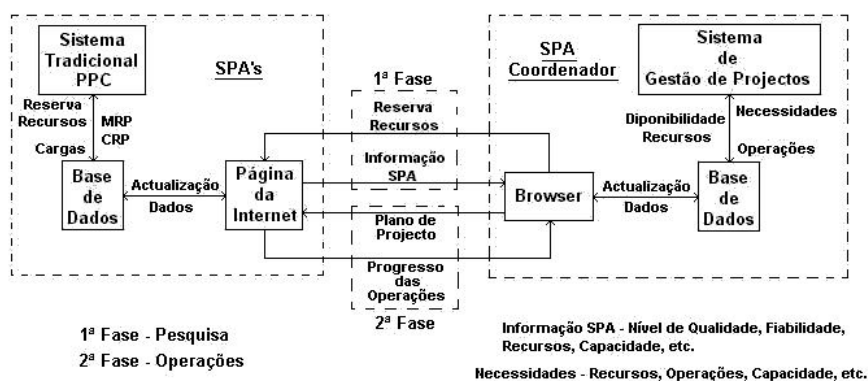 Sistema
Tradicional
PPC
SPA's
Reserva
Recursos
MRP
CRP
Cargas
Base
de
Dados
Actualização
Dados
Página
da
Internet
1ª Fase
Reserva
Recursos
Informação
SPA
Plano de
Projecto
Progresso
das
Operações
2ª Fase
SPA
Coordenador
Sistema
de
Gestão de Projectos
Diponibilidade
Recursos
Necessidades
Operações
Browser
Actualização
Dados
Base
de
Dados
1ª Fase - Pesquisa
2ª Fase - Operações
Informação SPA - Nível de Qualidade, Fiabilidade,
Recursos, Capacidade, etc.
Necessidades - Recursos, Operações, Capacidade, etc.